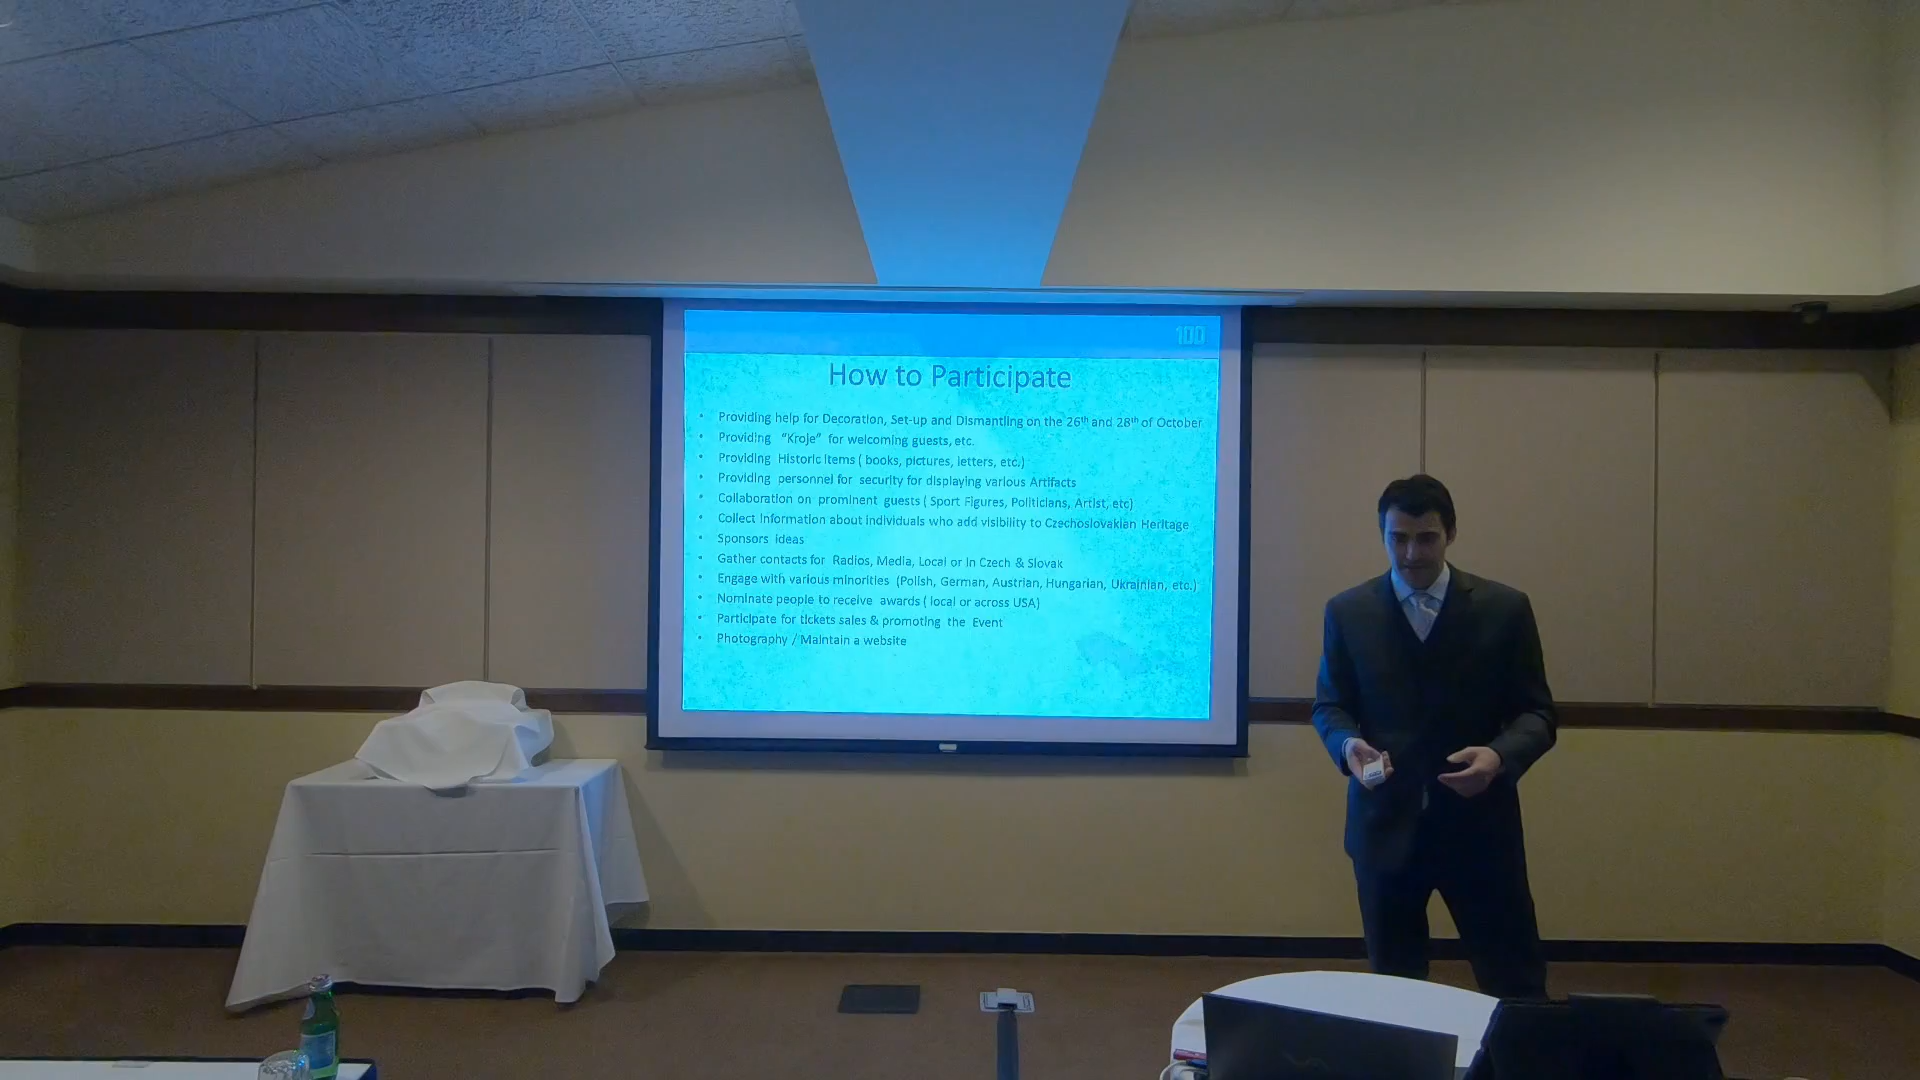 100
How to Participate
• Providing help for Decoration, Set-up and Dismantling on the 26th and 28th of October
• Providing "Kroje" for welcoming guests, etc.
• Providing Historic items ( books, pictures, letters, etc.)
• Providing personnel for security for displaying various Artifacts
• Collaboration on prominent guests ( Sport Figures, Politicians, Artist, etc)
• Collect information about individuals who add visibility to Czechoslovakian Heritage
• Sponsors ideas
• Gather contacts for Radios, Media, Local or in Czech & Slovak
• Engage with various minorities (Polish, German, Austrian, Hungarian, Ukrainian, etc.)
• Nominate people to receive awards ( local or across USA)
• Participate for tickets sales & promoting the Event
• Photography / Maintain a website